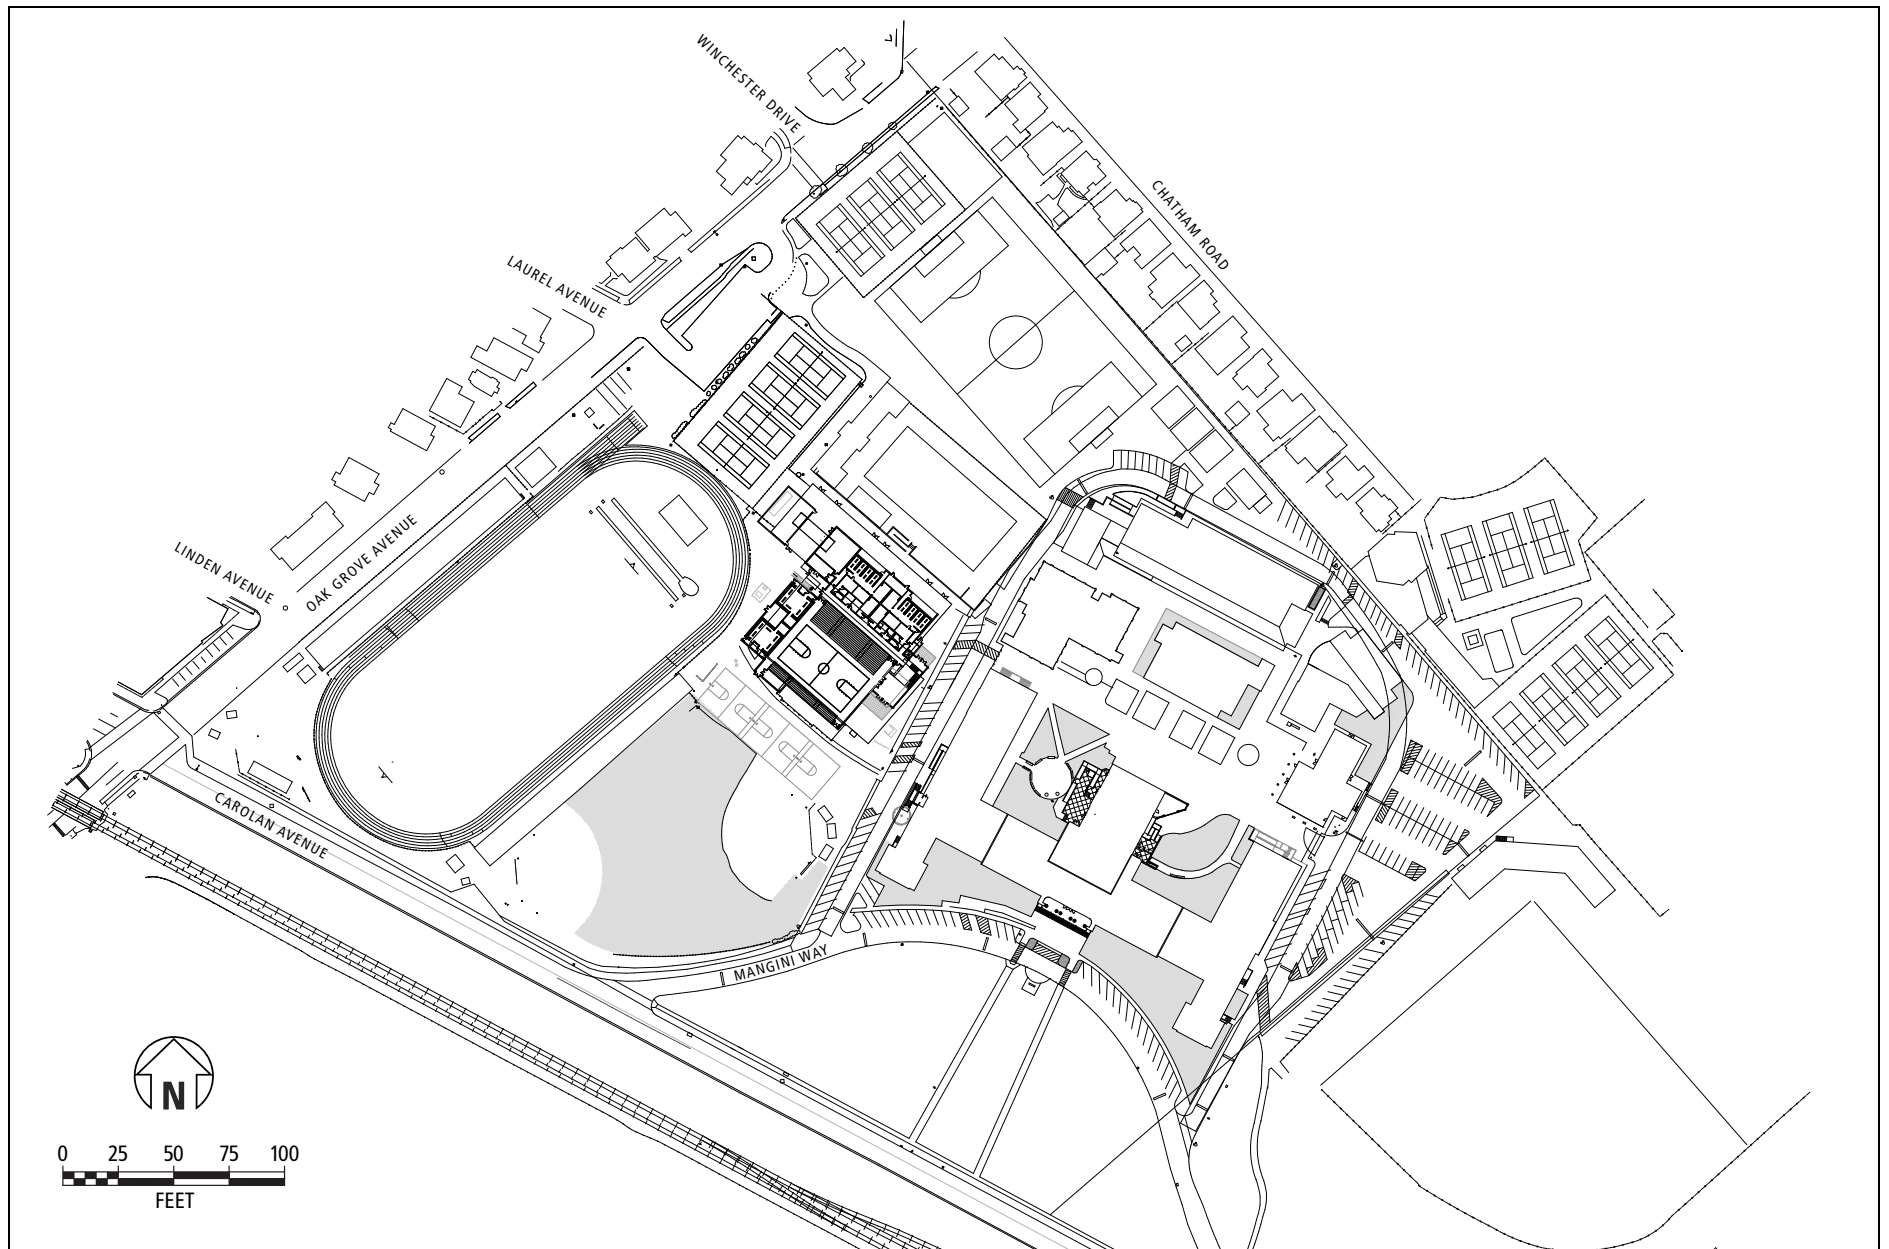 WINCHESTER DRIVE
CHATHAM ROAD
LAUREL AVENUE
OAK GROVE AVENUE
LINDEN AVENUE
CAROLAN AVENUE
MANGINI WAY
N
0 25 50 75 100
FEET